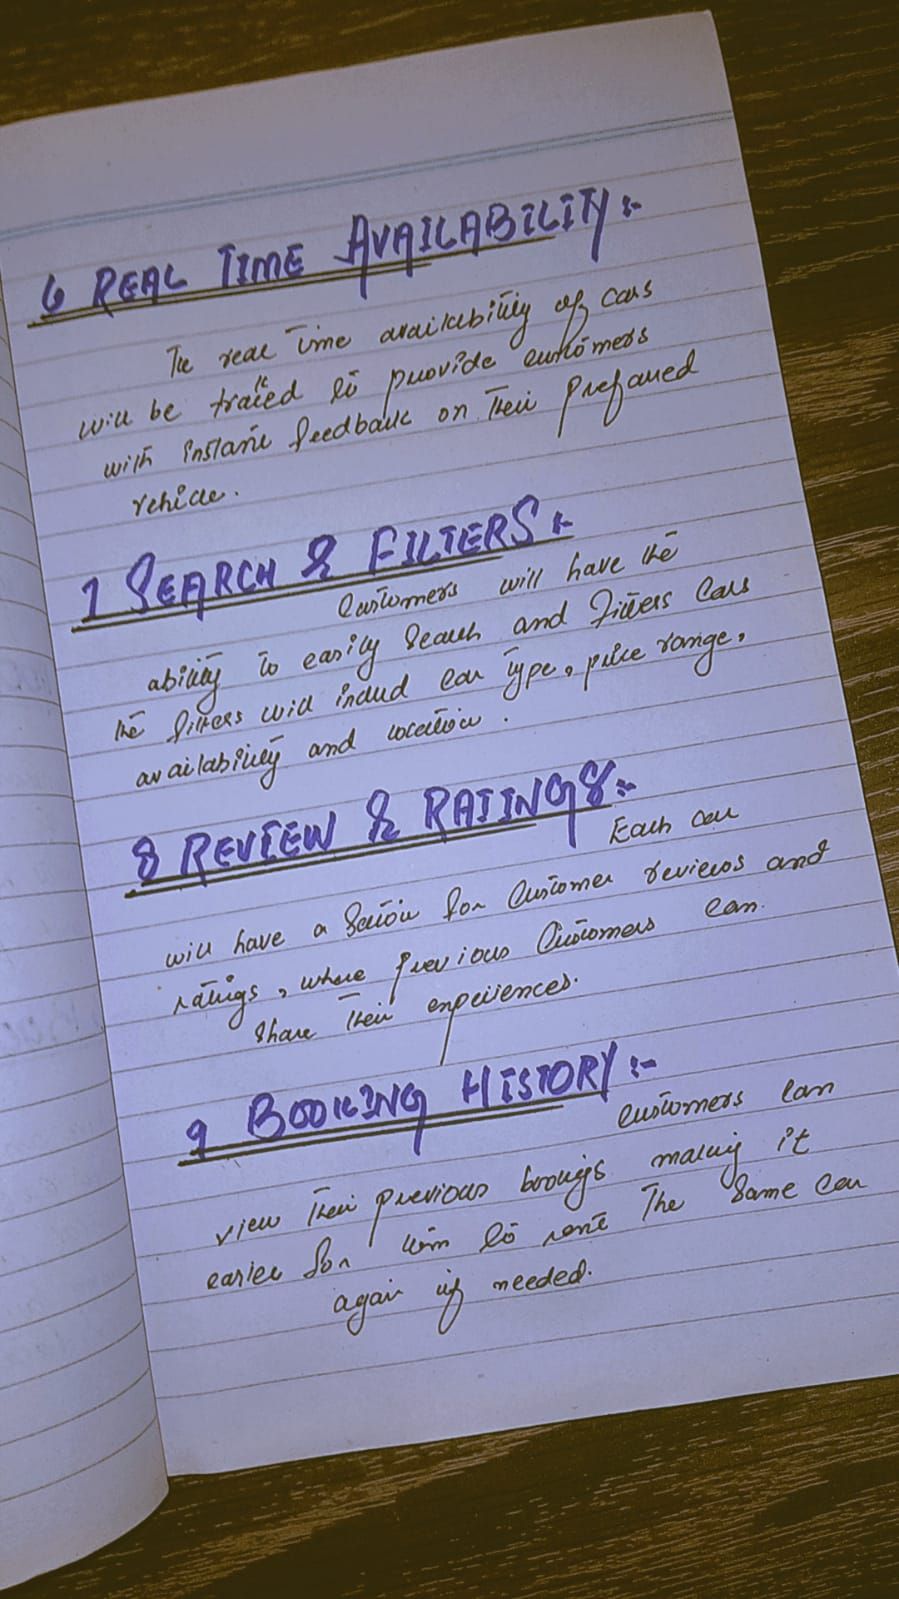 6 REAL TIME AVAILABILITY :-
The real time availability of cars
will be tracked to provide customers
with instant feedback on their prefared
vehicle.
7 SEARCH & FILTERS :-
Customers will have the
ability to easily search and filters cars
the filters will includ car type, price range,
availability and location .
8 REVIEW & RATINGS :-
Each car
will have a section for customer reviews and
ratings, where previous customers can
share their experiences.
9 BOOKING HISTORY :-
customers can
view their previous bookings making it
easier for to rent The same car
again if needed.